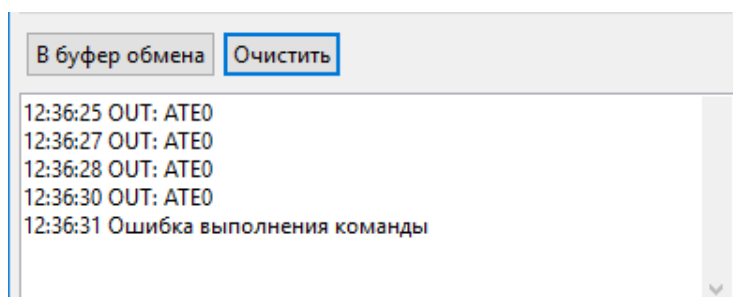 В буфер обмена Очистить
12:36:25 OUT: ATE0
12:36:27 OUT: ATE0
12:36:28 OUT: ATE0
12:36:30 OUT: ATE0
12:36:31 Ошибка выполнения команды